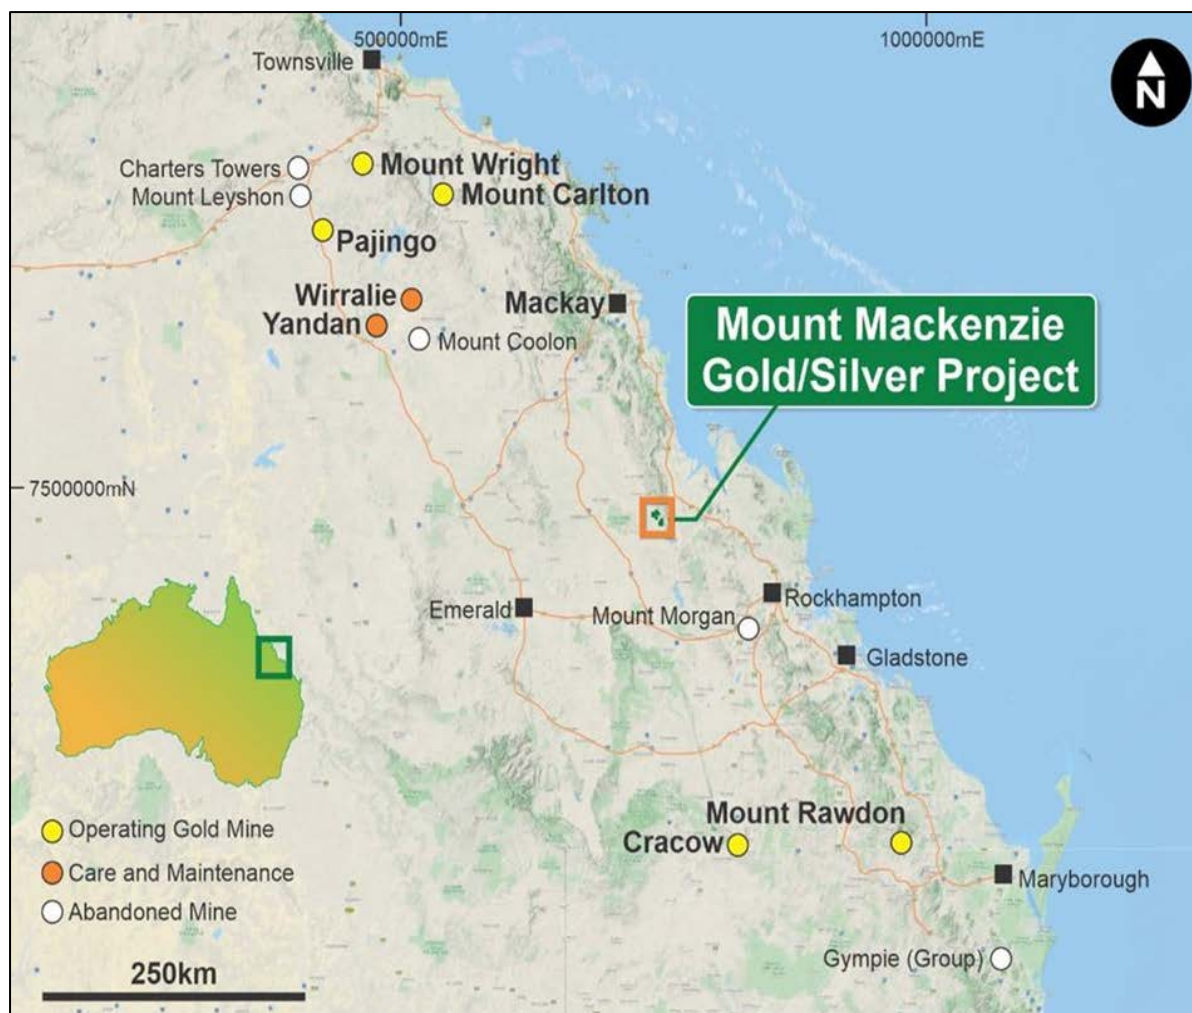 500000mE
1000000mE
Townsville
N
Charters Towers
Mount Wright
Mount Leyshon
Mount Carlton
Pajingo
Wirralie
Mackay
Yandan
Mount Coolon
Mount Mackenzie
Gold/Silver Project
7500000mN
Emerald
Mount Morgan
Rockhampton
Gladstone
Mount Rawdon
Cracow
Operating Gold Mine
Care and Maintenance
Abandoned Mine
Maryborough
Gympie (Group)
250km